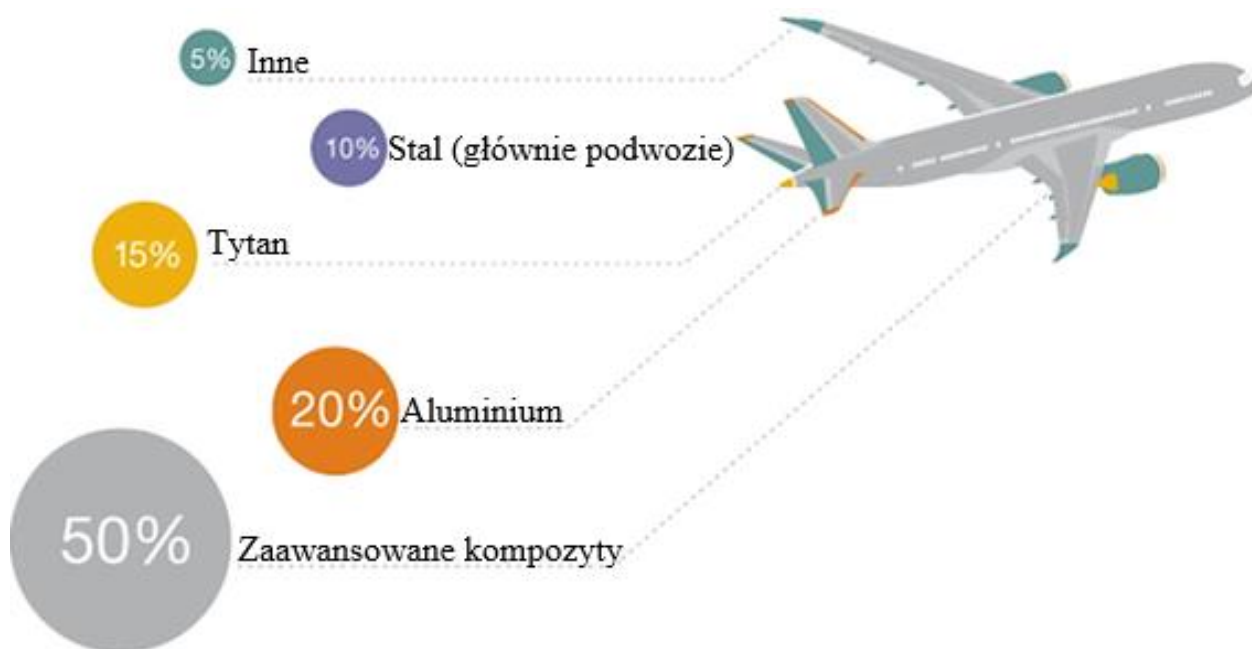 5% Inne
10% Stal (głównie podwozie)
15% Tytan
20% Aluminium
50% Zaawansowane kompozyty